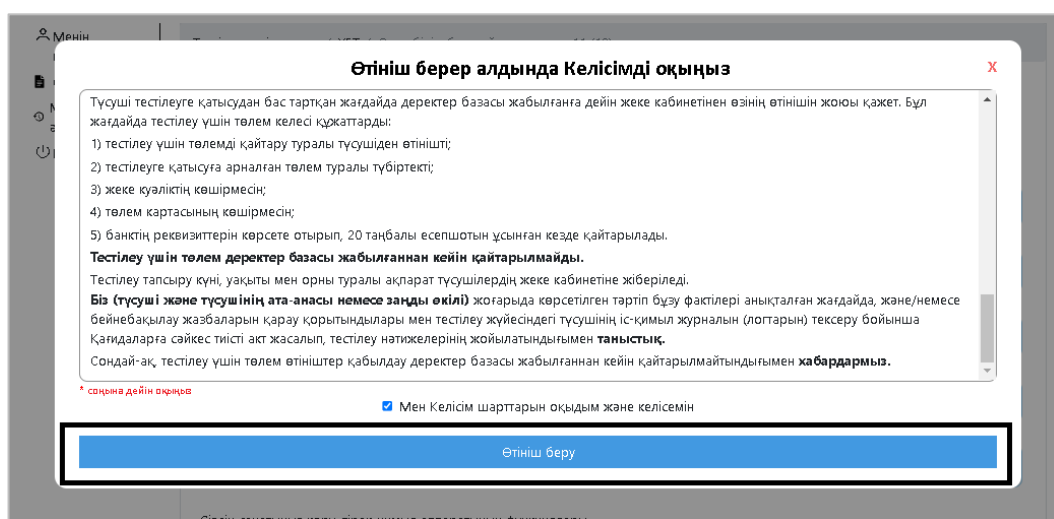 Менің
Өтініш берер алдында Келісімді оқыңыз
X
Түсуші тестілеуге қатысудан бас тартқан жағдайда деректер базасы жабылғанға дейін жеке кабинетінен өзінің өтінішін жоюы қажет. Бұл
жағдайда тестілеу үшін төлем келесі құжаттарды:
1) тестілеу үшін төлемді қайтару туралы түсушіден өтінішті;
2) тестілеуге қатысуға арналған төлем туралы түбіртекті;
3) жеке куәліктің көшірмесін;
4) төлем картасының көшірмесін;
5) банктің реквизиттерін көрсете отырып, 20 таңбалы есепшотын ұсынған кезде қайтарылады.
Тестілеу үшін төлем деректер базасы жабылғаннан кейін қайтарылмайды.
Тестілеу тапсыру күні, уақыты мен орны туралы ақпарат түсушілердің жеке кабинетіне жіберіледі.
Біз (түсуші және түсушінің ата-анасы немесе заңды өкілі) жоғарыда көрсетілген тәртіп бұзу фактілері анықталған жағдайда, және/немесе
бейнебақылау жазбаларын қарау қорытындылары мен тестілеу жүйесіндегі түсушінің іс-қимыл журналын (логтарын) тексеру бойынша
Қағидаларға сәйкес тиісті акт жасалып, тестілеу нәтижелерінің жойылатындығымен таныстық.
Сондай-ақ, тестілеу үшін төлем өтініштер қабылдау деректер базасы жабылғаннан кейін қайтарылмайтындығымен хабардармыз.
* соңына дейін оқыңыз
Мен Келісім шарттарын оқыдым және келісемін
Өтініш беру